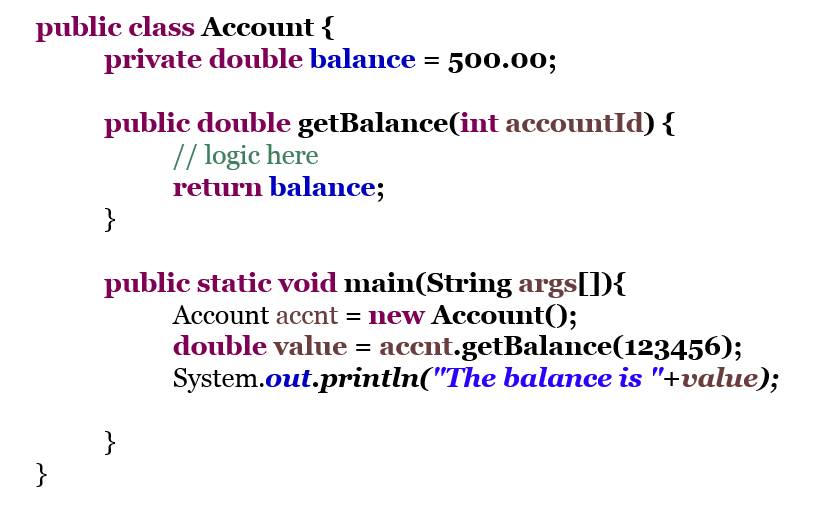 public class Account {
private double balance = 500.00;
public double getBalance(int accountId) {
// logic here
return balance;
}
public static void main(String args[]){
Account accnt = new Account();
double value = accnt.getBalance(123456);
System.out.println("The balance is "+value);
}
}